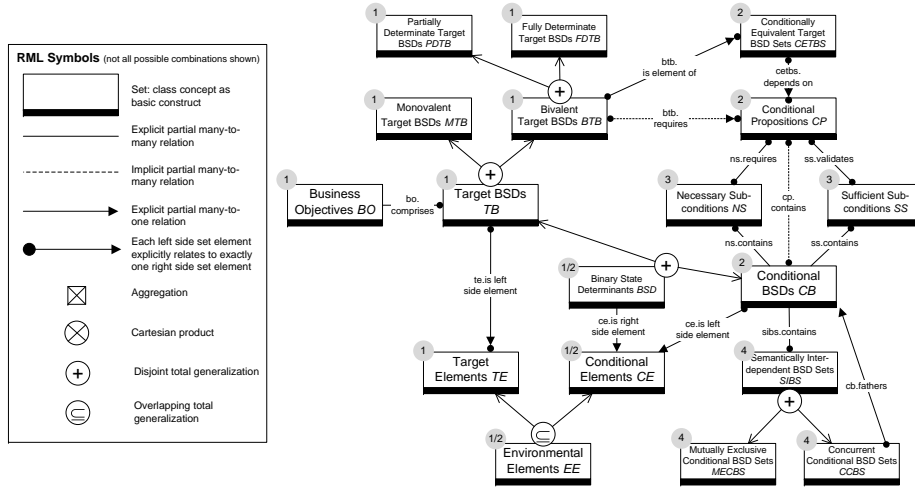 RML Symbols (not all possible combinations shown)
Set: class concept as
basic construct
Explicit partial many-to-
many relation
Implicit partial many-to-
many relation
Explicit partial many-to-
one relation
Each left side set element
explicitly relates to exactly
one right side set element
Aggregation
Cartesian product
+
Disjoint total generalization
⊆
Overlapping total
generalization
1
Partially
Determinate Target
BSDs PDTB
1
Fully Determinate
Target BSDs FDTB
2
Conditionally
Equivalent Target
BSD Sets CETBS
btb.
is element of
cetbs.
depends on
+
1
Monovalent
Target BSDs MTB
1
Bivalent
Target BSDs BTB
btb.
requires
2
Conditional
Propositions CP
ns.requires
ss.validates
+
1
Business
Objectives BO
bo.
comprises
1
Target BSDs
TB
3
Necessary Sub-
conditions NS
cp.
contains
3
Sufficient Sub-
conditions SS
ns.contains
ss.contains
te.is left
side element
1/2
Binary State
Determinants BSD
+
2
Conditional
BSDs CB
ce.is right
side element
ce.is left
side element
sibs.contains
1
Target
Elements TE
1/2
Conditional
Elements CE
4
Semantically Inter-
dependent BSD Sets
SIBS
cb.fathers
+
⊆
1/2
Environmental
Elements EE
4
Mutually Exclusive
Conditional BSD Sets
MECBS
4
Concurrent
Conditional BSD Sets
CCBS